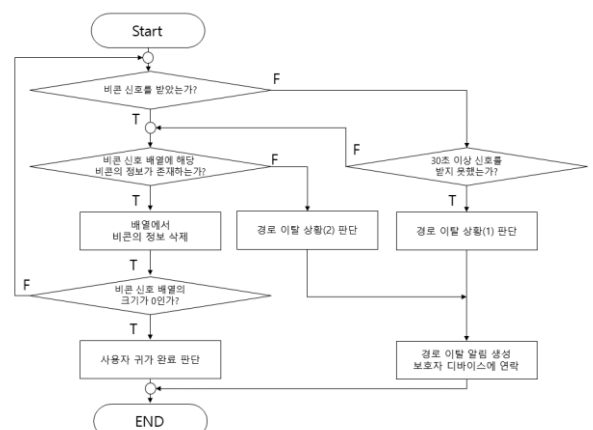 Start
비콘 신호를 받았는가?
F
T
비콘 신호 배열에 해당
비콘의 정보가 존재하는가?
F
F
30초 이상 신호를
받지 못했는가?
T
T
배열에서
비콘의 정보 삭제
경로 이탈 상황(2) 판단
경로 이탈 상황(1) 판단
T
F
비콘 신호 배열의
크기가 0인가?
T
사용자 귀가 완료 판단
경로 이탈 알림 생성
보호자 디바이스에 연락
END